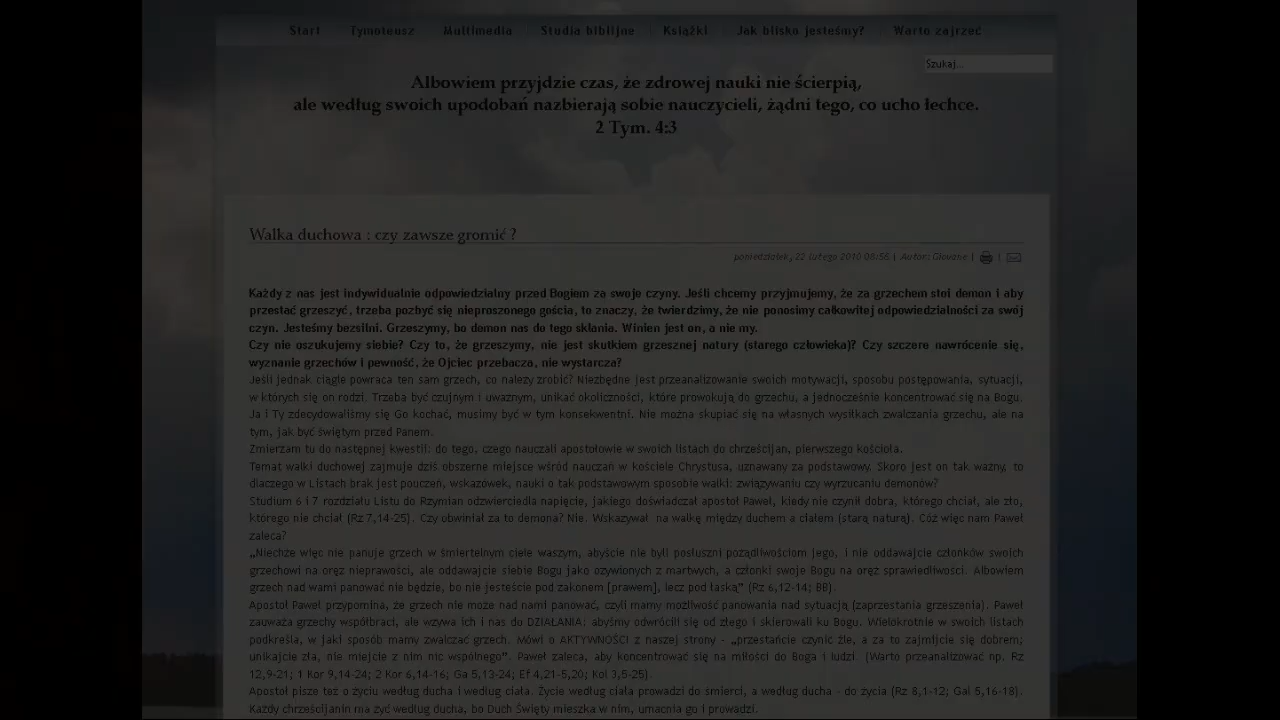 Start Tymoteusz Multimedia Studia biblijne Książki Jak blisko jesteśmy? Warto zajrzeć
Szukaj...
Albowiem przyjdzie czas, że zdrowej nauki nie ścierpią,
ale według swoich upodobań nazbierają sobie nauczycieli, żądni tego, co ucho łechce.
2 Tym. 4:3
Walka duchowa : czy zawsze gromić ?
poniedziałek, 22 lutego 2010 08:56 | Autor: Giovane | |
Każdy z nas jest indywidualnie odpowiedzialny przed Bogiem za swoje czyny. Jeśli chcemy przyjmujemy, że za grzechem stoi demon i aby
przestać grzeszyć, trzeba pozbyć się nieproszonego gościa, to znaczy, że twierdzimy, że nie ponosimy całkowitej odpowiedzialności za swój
czyn. Jesteśmy bezsilni. Grzeszymy, bo demon nas do tego skłania. Winien jest on, a nie my.
Czy nie oszukujemy siebie? Czy to, że grzeszymy, nie jest skutkiem grzesznej natury (starego człowieka)? Czy szczere nawrócenie się,
wyznanie grzechów i pewność, że Ojciec przebacza, nie wystarcza?
Jeśli jednak ciągle powraca ten sam grzech, co należy zrobić? Niezbędne jest przeanalizowanie swoich motywacji, sposobu postępowania, sytuacji,
w których się on rodzi. Trzeba być czujnym i uważnym, unikać okoliczności, które prowokują do grzechu, a jednocześnie koncentrować się na Bogu.
Ja i Ty zdecydowaliśmy się Go kochać, musimy być w tym konsekwentni. Nie można skupiać się na własnych wysiłkach zwalczania grzechu, ale na
tym, jak być świętym przed Panem.
Zmierzam tu do następnej kwestii: do tego, czego nauczali apostołowie w swoich listach do chrześcijan, pierwszego kościoła.
Temat walki duchowej zajmuje dziś obszerne miejsce wśród nauczań w kościele Chrystusa, uznawany za podstawowy. Skoro jest on tak ważny, to
dlaczego w Listach brak jest pouczeń, wskazówek, nauki o tak podstawowym sposobie walki: związywaniu czy wyrzucaniu demonów?
Studium 6 i 7 rozdziału Listu do Rzymian odzwierciedla napięcie, jakiego doświadczał apostoł Paweł, kiedy nie czynił dobra, którego chciał, ale zło,
którego nie chciał (Rz 7,14-25). Czy obwiniał za to demona? Nie. Wskazywał na walkę między duchem a ciałem (starą naturą). Cóż więc nam Paweł
zaleca?
„Niechże więc nie panuje grzech w śmiertelnym ciele waszym, abyście nie byli posłuszni pożądliwościom jego, i nie oddawajcie członków swoich
grzechowi na oręż nieprawości, ale oddawajcie siebie Bogu jako ożywionych z martwych, a członki swoje Bogu na oręż sprawiedliwości. Albowiem
grzech nad wami panować nie będzie, bo nie jesteście pod zakonem [prawem], lecz pod łaską” (Rz 6,12-14; BB).
Apostoł Paweł przypomina, że grzech nie może nad nami panować, czyli mamy możliwość panowania nad sytuacją (zaprzestania grzeszenia). Paweł
zauważa grzechy współbraci, ale wzywa ich i nas do DZIAŁANIA: abyśmy odwrócili się od złego i skierowali ku Bogu. Wielokrotnie w swoich listach
podkreśla, w jaki sposób mamy zwalczać grzech. Mówi o AKTYWNOŚCI z naszej strony - „przestańcie czynić źle, a za to zajmijcie się dobrem;
unikajcie zła, nie miejcie z nim nic wspólnego”. Paweł zaleca, aby koncentrować się na miłości do Boga i ludzi. (Warto przeanalizować np. Rz
12,9-21; 1 Kor 9,14-24; 2 Kor 6,14-16; Ga 5,13-24; Ef 4,21-5,20; Kol 3,5-25).
Apostoł pisze też o życiu według ducha i według ciała. Życie według ciała prowadzi do śmierci, a według ducha - do życia (Rz 8,1-12; Gal 5,16-18).
Każdy chrześcijanin ma żyć według ducha, bo Duch Święty mieszka w nim, umacnia go i prowadzi.